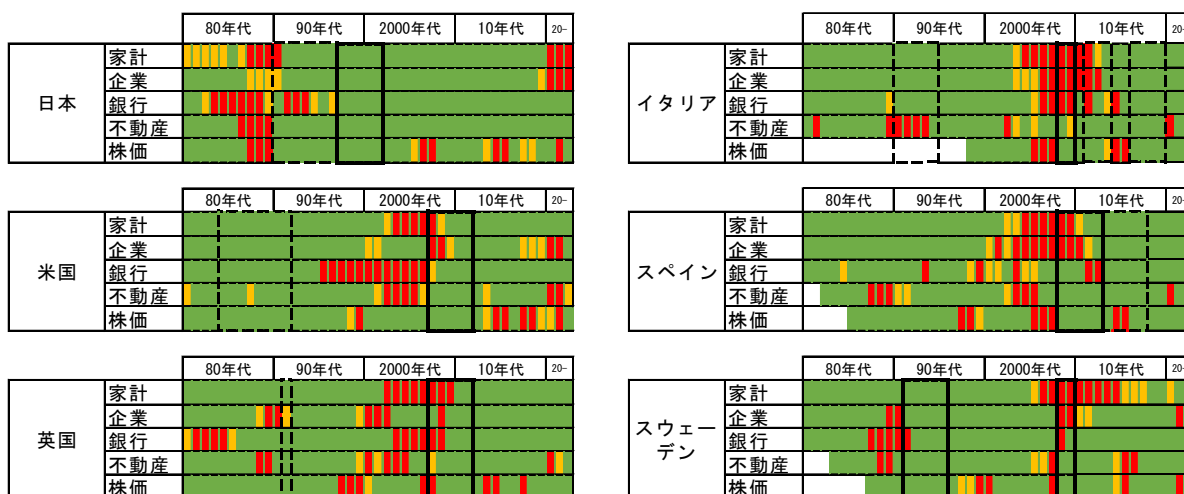 80年代 90年代 2000年代 10年代 20-
日本
家計
企業
銀行
不動産
株価
80年代 90年代 2000年代 10年代 20-
イタリア
家計
企業
銀行
不動産
株価
80年代 90年代 2000年代 10年代 20-
米国
家計
企業
銀行
不動産
株価
80年代 90年代 2000年代 10年代 20-
スペイン
家計
企業
銀行
不動産
株価
80年代 90年代 2000年代 10年代 20-
英国
家計
企業
銀行
不動産
株価
80年代 90年代 2000年代 10年代 20-
スウェー
デン
家計
企業
銀行
不動産
株価